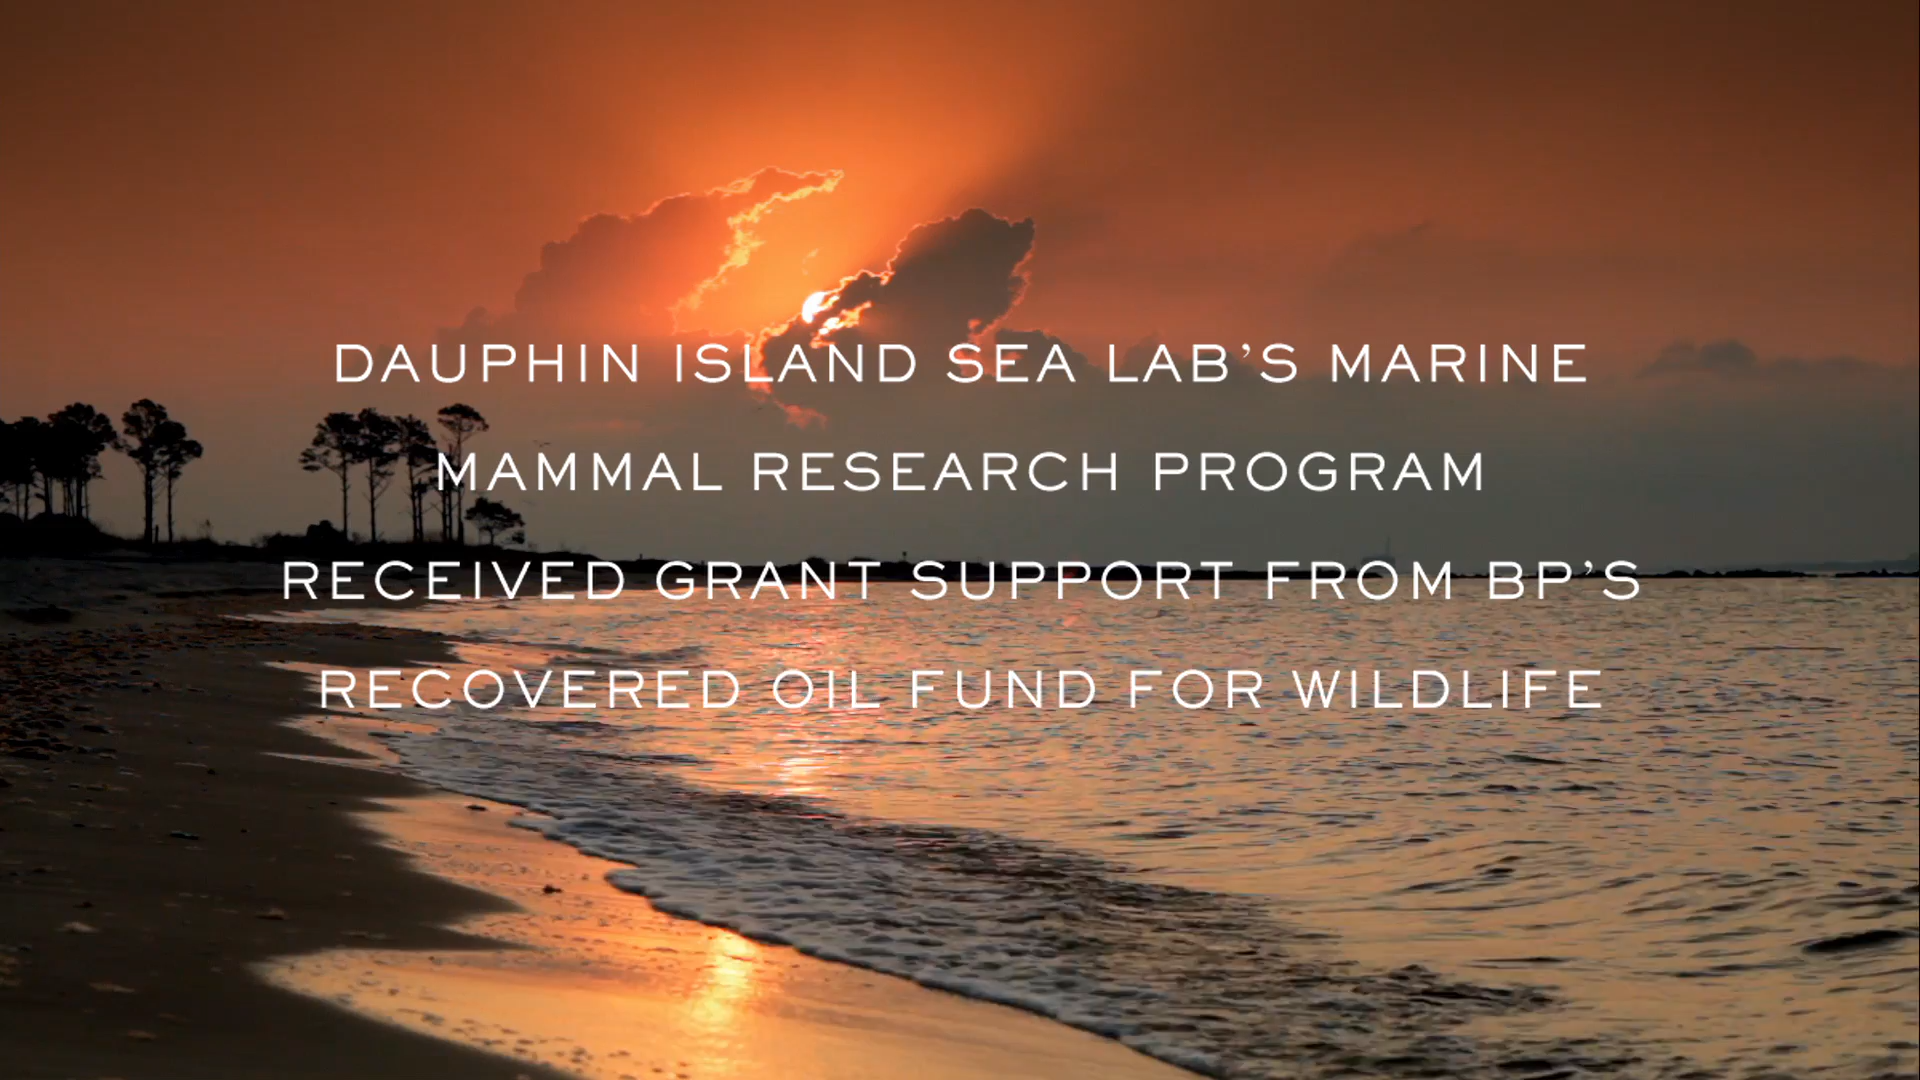 DAUPHIN ISLAND SEA LAB’S MARINE
MAMMAL RESEARCH PROGRAM
RECEIVED GRANT SUPPORT FROM BP’S
RECOVERED OIL FUND FOR WILDLIFE